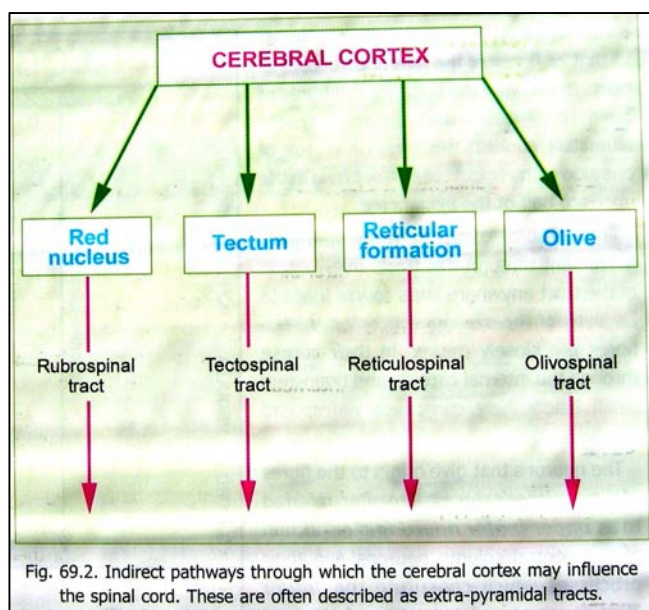 CEREBRAL CORTEX
Red nucleus
Tectum
Reticular formation
Olive
Rubrospinal tract
Tectospinal tract
Reticulospinal tract
Olivospinal tract
Fig. 69.2. Indirect pathways through which the cerebral cortex may influence
the spinal cord. These are often described as extra-pyramidal tracts.